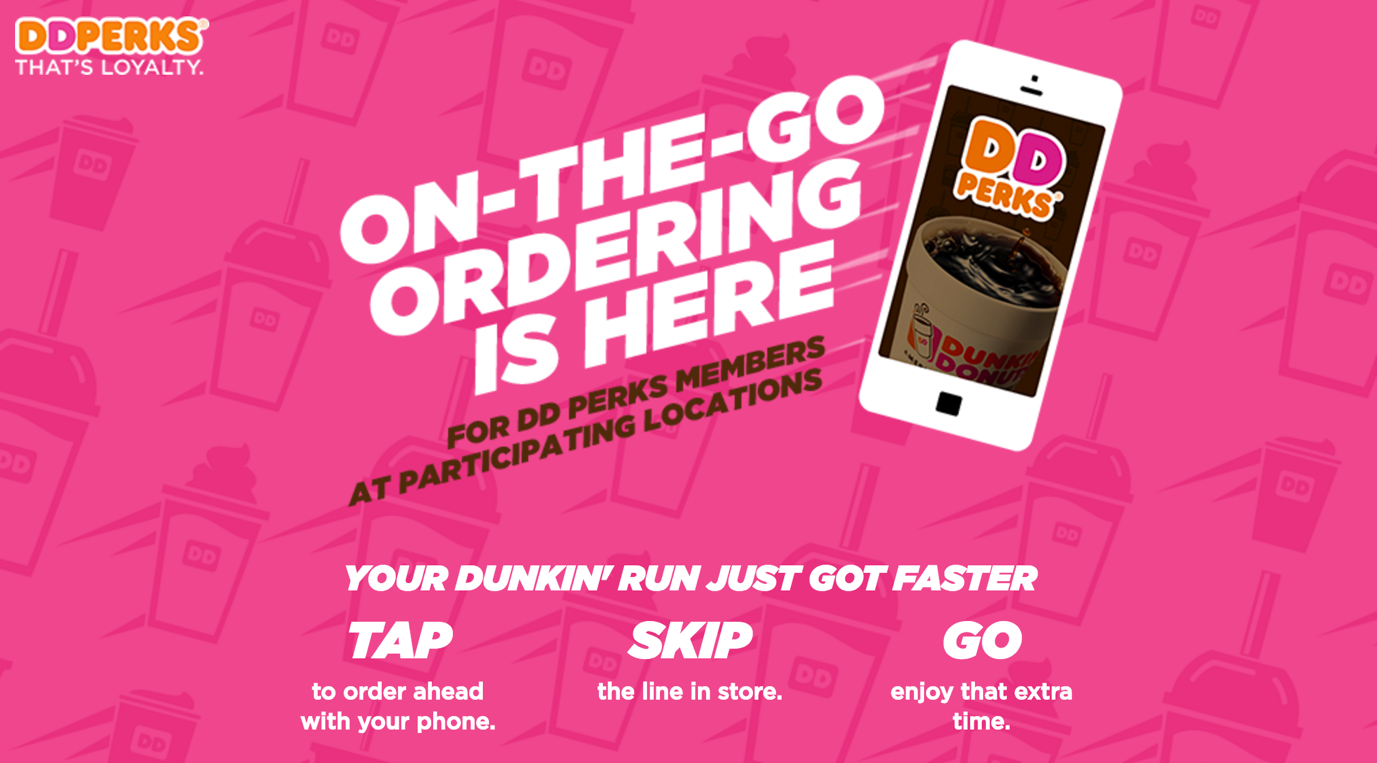 DDPERKS®
THAT'S LOYALTY.
ON-THE-GO
ORDERING
IS HERE
FOR DD PERKS MEMBERS
AT PARTICIPATING LOCATIONS
DD
PERKS
DD
DUNKIN'
DONUT
YOUR DUNKIN' RUN JUST GOT FASTER
TAP
to order ahead
with your phone.
SKIP
the line in store.
GO
enjoy that extra
time.